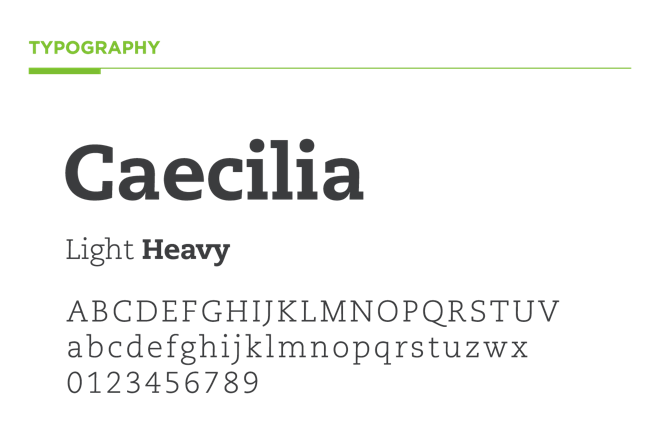 TYPOGRAPHY
Caecilia
Light Heavy
ABCDEFGHIJKLMNOPQRSTUV
abcdefghijklmnopqrstuzwx
0123456789